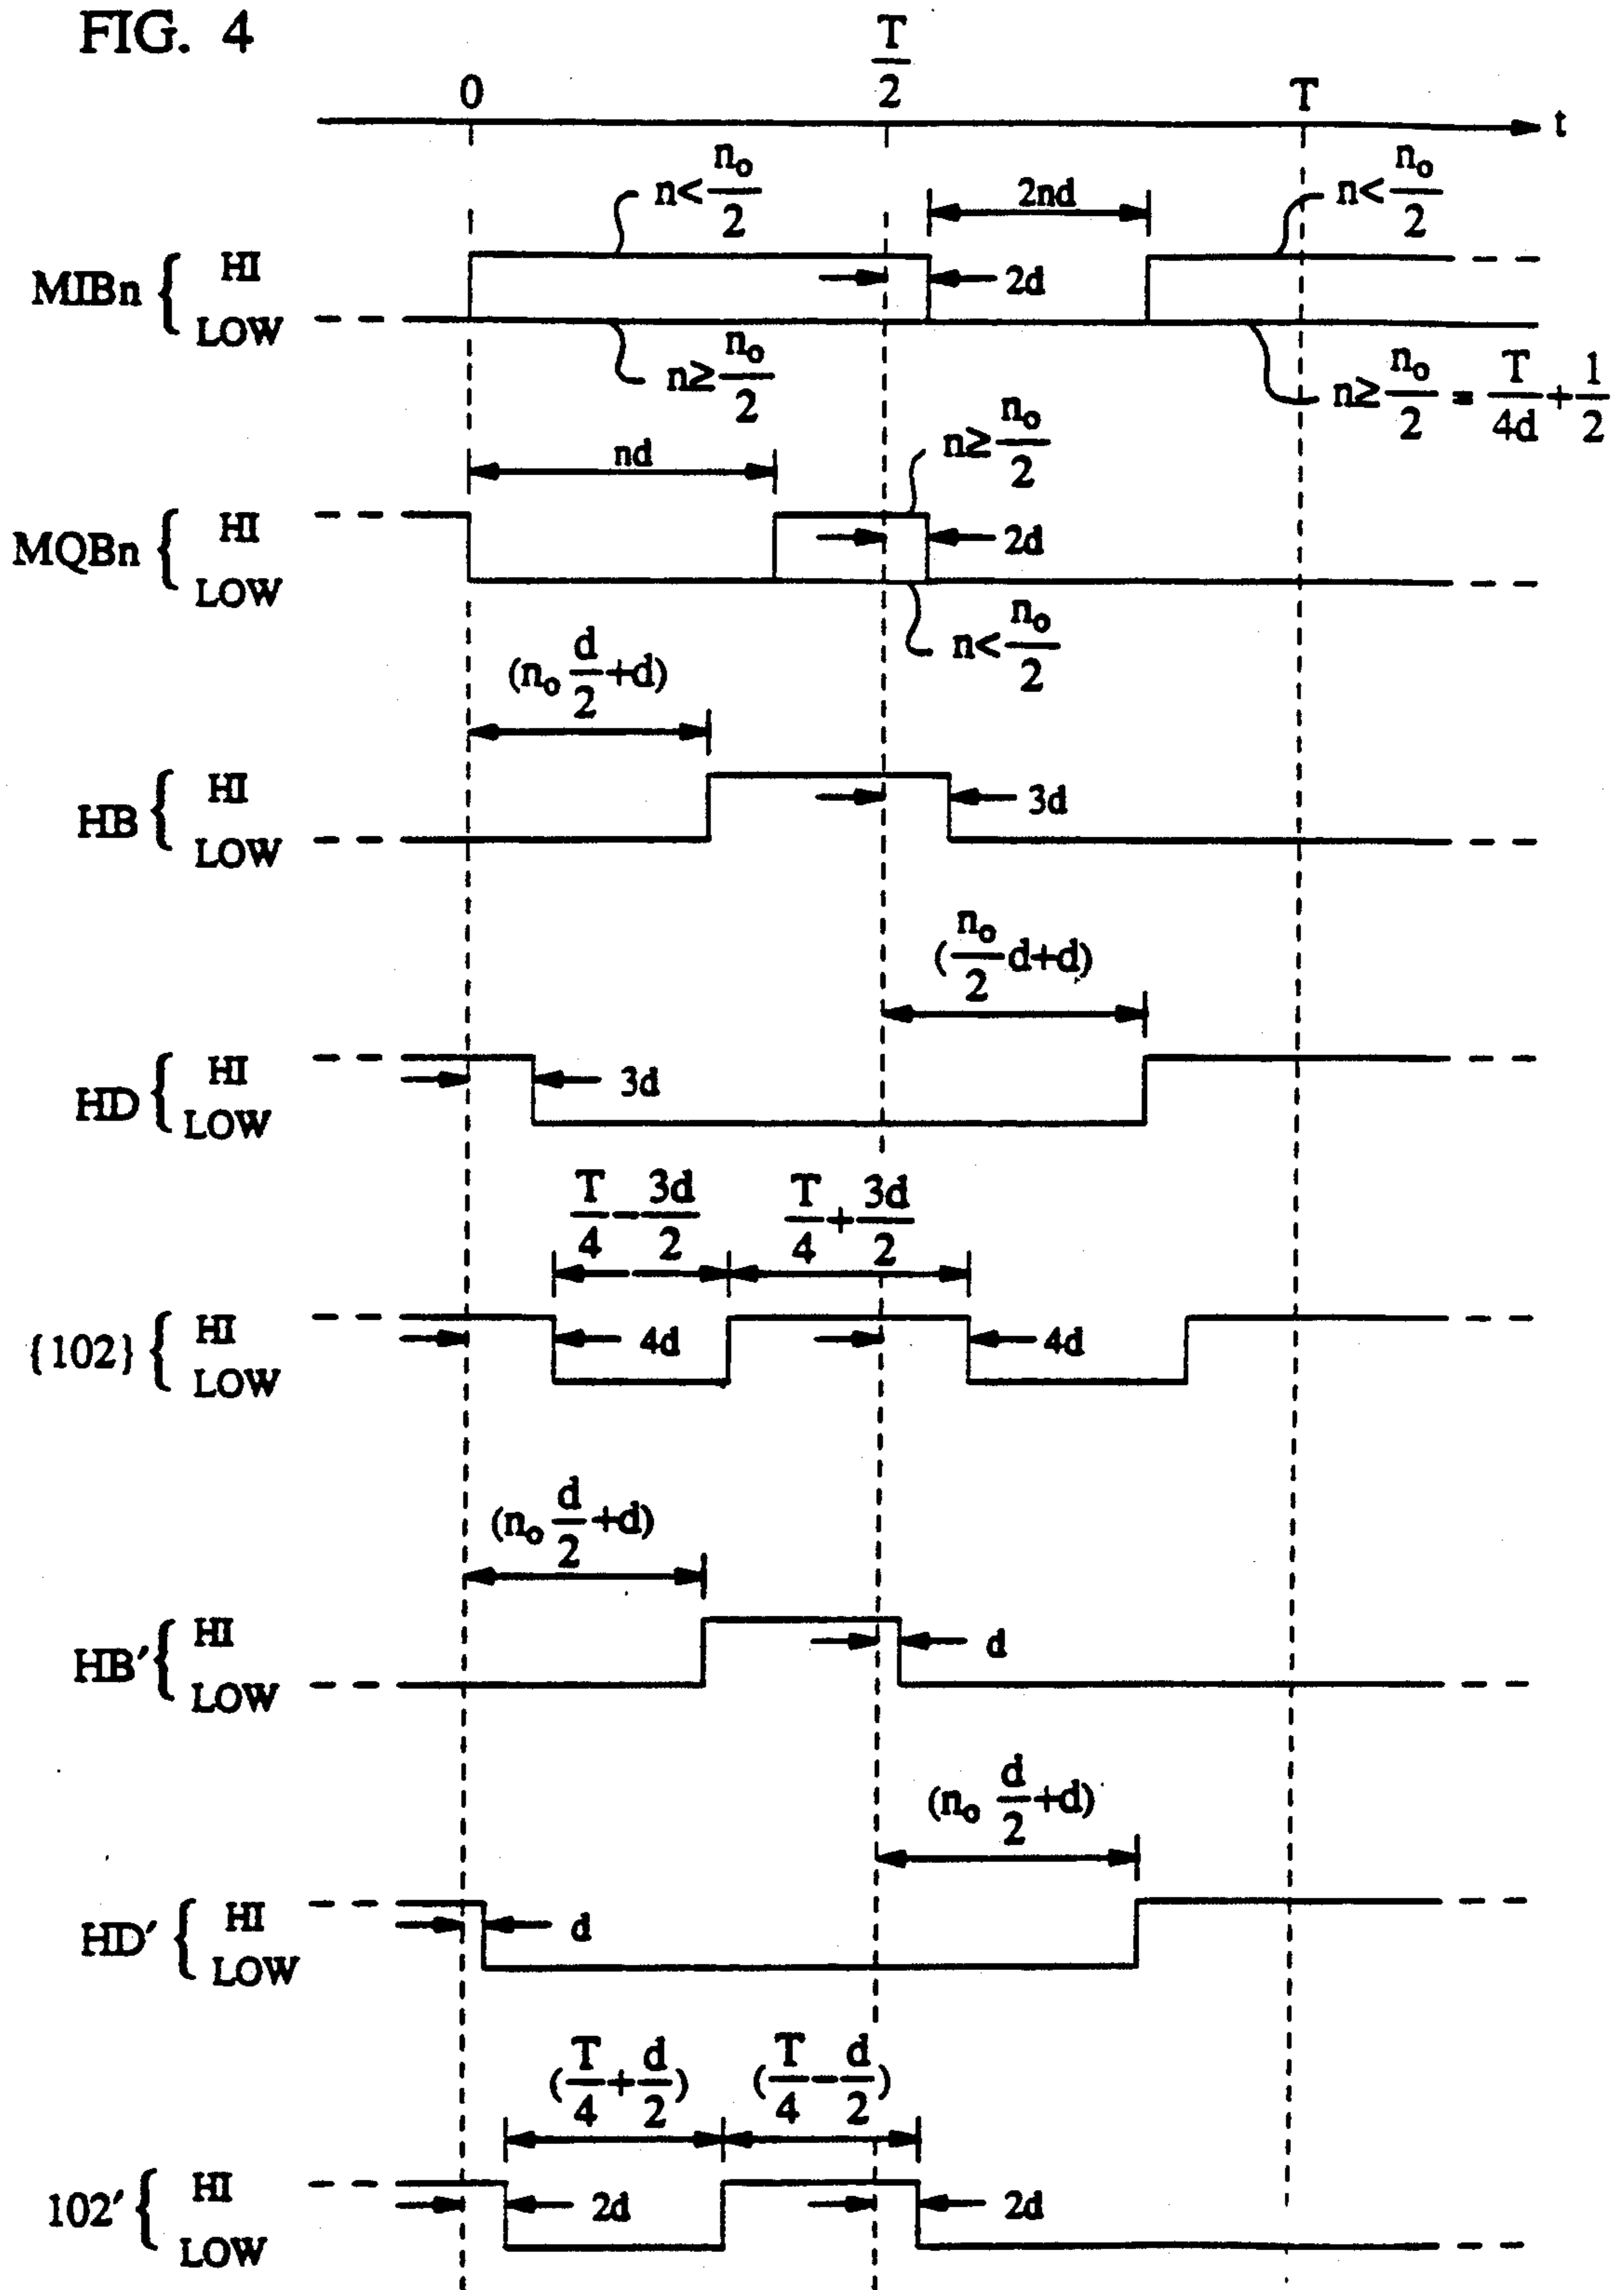 FIG. 4
0 T/2 T t
n<n₀/2 2nd n<n₀/2
MIBn { HI LOW 2d
n≥n₀/2 n≥n₀/2 = T/4d+1/2
nd n≥n₀/2
MQBn { HI LOW 2d
n<n₀/2
(n₀ d/2+d)
HB { HI LOW 3d
(n₀/2 d+d)
HD { HI LOW 3d
T/4-3d/2 T/4+3d/2
{102} { HI LOW 4d 4d
(n₀ d/2+d)
HB′ { HI LOW d
(n₀ d/2+d)
HD′ { HI LOW d
(T/4+d/2) (T/4-d/2)
102′ { HI LOW 2d 2d